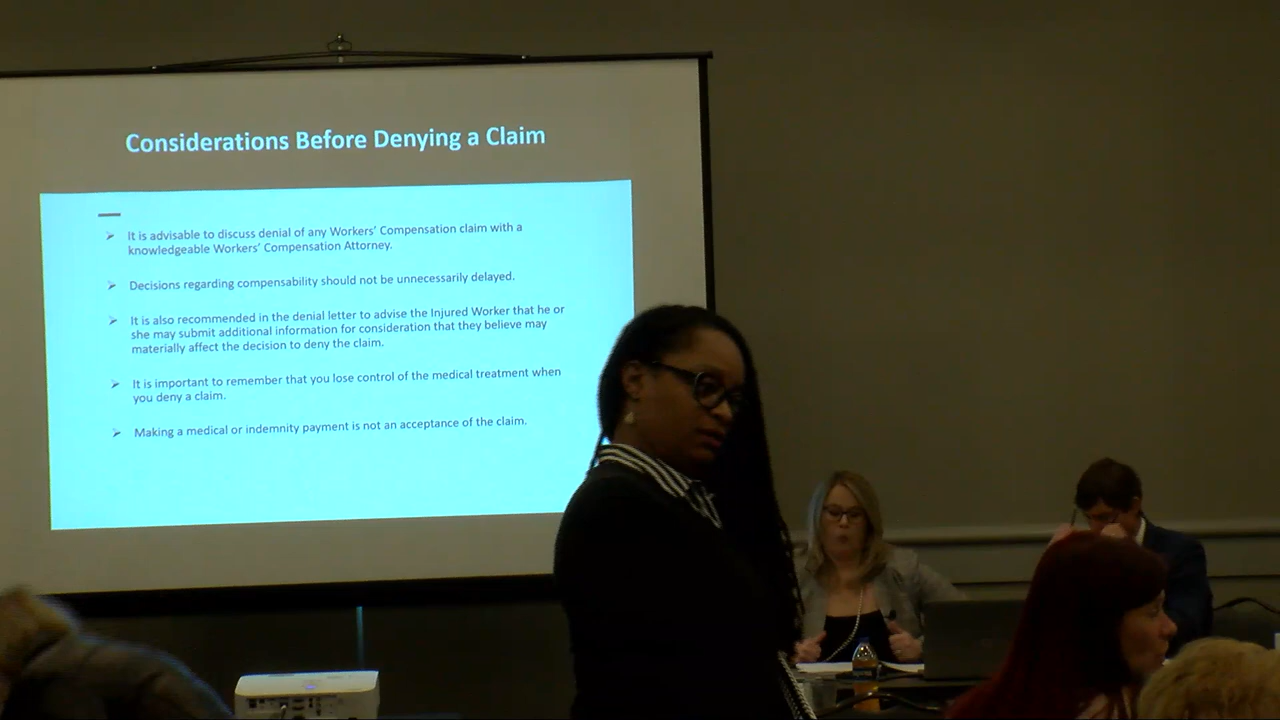 Considerations Before Denying a Claim
It is advisable to discuss denial of any Workers' Compensation claim with a
knowledgeable Workers' Compensation Attorney.
Decisions regarding compensability should not be unnecessarily delayed.
It is also recommended in the denial letter to advise the Injured Worker that he or
she may submit additional information for consideration that they believe may
materially affect the decision to deny the claim.
It is important to remember that you lose control of the medical treatment when
you deny a claim.
Making a medical or indemnity payment is not an acceptance of the claim.